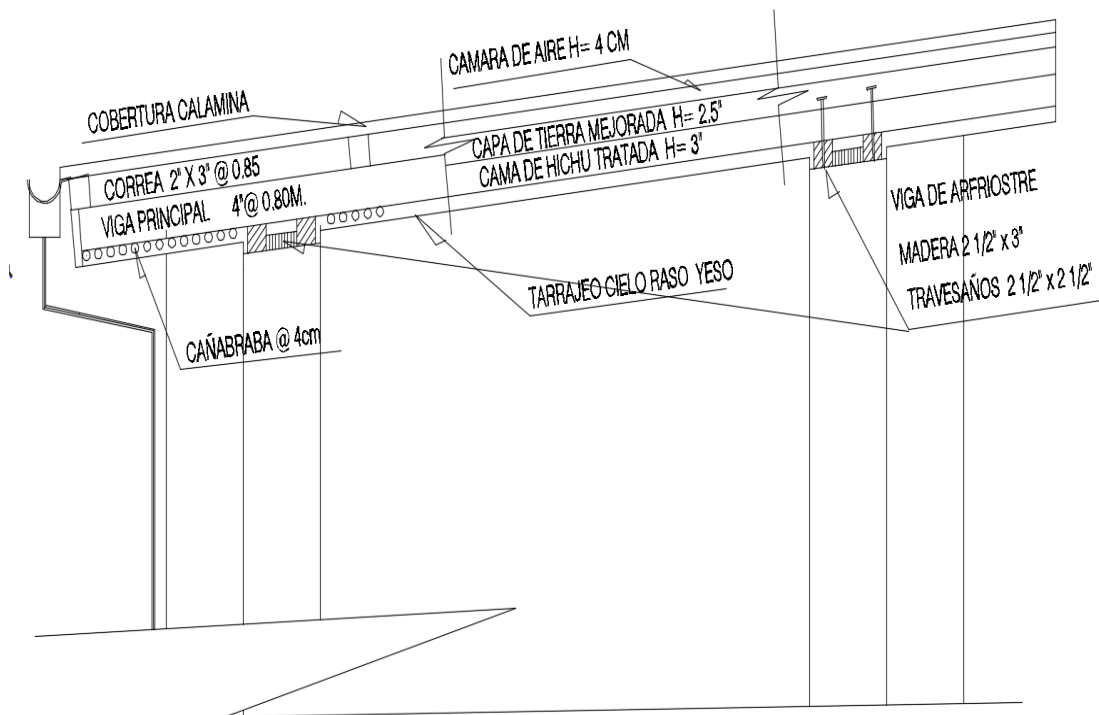 CAMARA DE AIRE H= 4 CM
COBERTURA CALAMINA
CAPA DE TIERRA MEJORADA H= 2.5"
CAMA DE HICHU TRATADA H= 3"
CORREA 2" X 3" @ 0.85
VIGA PRINCIPAL 4"@ 0.80M.
VIGA DE ARFRIOSTRE
MADERA 2 1/2" x 3"
TRAVESAÑOS 2 1/2" x 2 1/2"
TARRAJEO CIELO RASO YESO
CAÑABRABA @ 4cm